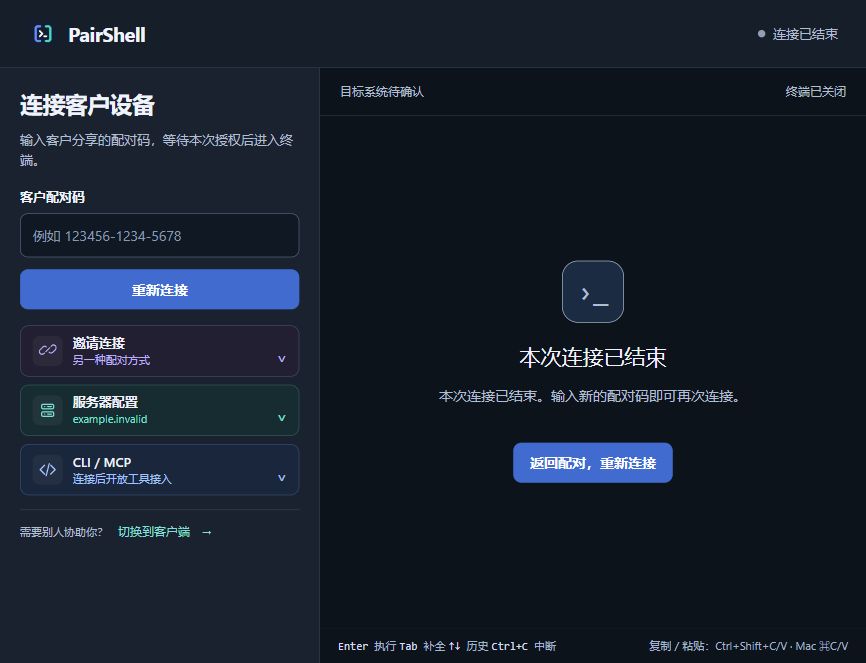 PairShell
连接已结束
连接客户设备
输入客户分享的配对码，等待本次授权后进入终
端。
客户配对码
例如 123456-1234-5678
重新连接
邀请连接
另一种配对方式
服务器配置
example.invalid
CLI / MCP
连接后开放工具接入
需要别人协助你？ 切换到客户端 →
目标系统待确认
终端已关闭
本次连接已结束
本次连接已结束。输入新的配对码即可再次连接。
返回配对，重新连接
Enter 执行 Tab 补全 ↑↓ 历史 Ctrl+C 中断
复制 / 粘贴：Ctrl+Shift+C/V · Mac ⌘C/V